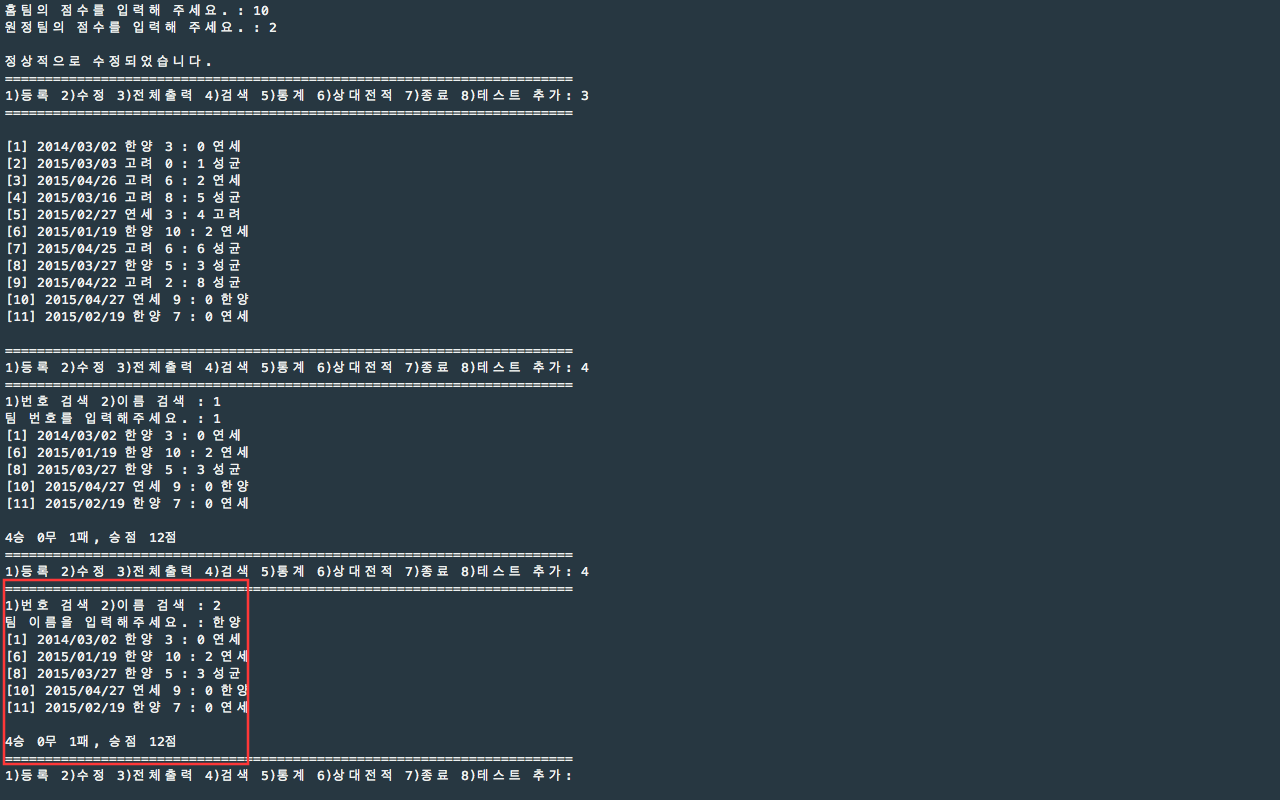 홈팀의 점수를 입력해 주세요. : 10
원정팀의 점수를 입력해 주세요. : 2
정상적으로 수정되었습니다.
=======================================================================
1)등록 2)수정 3)전체출력 4)검색 5)통계 6)상대전적 7)종료 8)테스트 추가: 3
=======================================================================
[1] 2014/03/02 한양 3 : 0 연세
[2] 2015/03/03 고려 0 : 1 성균
[3] 2015/04/26 고려 6 : 2 연세
[4] 2015/03/16 고려 8 : 5 성균
[5] 2015/02/27 연세 3 : 4 고려
[6] 2015/01/19 한양 10 : 2 연세
[7] 2015/04/25 고려 6 : 6 성균
[8] 2015/03/27 한양 5 : 3 성균
[9] 2015/04/22 고려 2 : 8 성균
[10] 2015/04/27 연세 9 : 0 한양
[11] 2015/02/19 한양 7 : 0 연세
=======================================================================
1)등록 2)수정 3)전체출력 4)검색 5)통계 6)상대전적 7)종료 8)테스트 추가: 4
=======================================================================
1)번호 검색 2)이름 검색 : 1
팀 번호를 입력해주세요. : 1
[1] 2014/03/02 한양 3 : 0 연세
[6] 2015/01/19 한양 10 : 2 연세
[8] 2015/03/27 한양 5 : 3 성균
[10] 2015/04/27 연세 9 : 0 한양
[11] 2015/02/19 한양 7 : 0 연세
4승 0무 1패, 승점 12점
=======================================================================
1)등록 2)수정 3)전체출력 4)검색 5)통계 6)상대전적 7)종료 8)테스트 추가: 4
=======================================================================
1)번호 검색 2)이름 검색 : 2
팀 이름을 입력해주세요. : 한양
[1] 2014/03/02 한양 3 : 0 연세
[6] 2015/01/19 한양 10 : 2 연세
[8] 2015/03/27 한양 5 : 3 성균
[10] 2015/04/27 연세 9 : 0 한양
[11] 2015/02/19 한양 7 : 0 연세
4승 0무 1패, 승점 12점
=======================================================================
1)등록 2)수정 3)전체출력 4)검색 5)통계 6)상대전적 7)종료 8)테스트 추가: